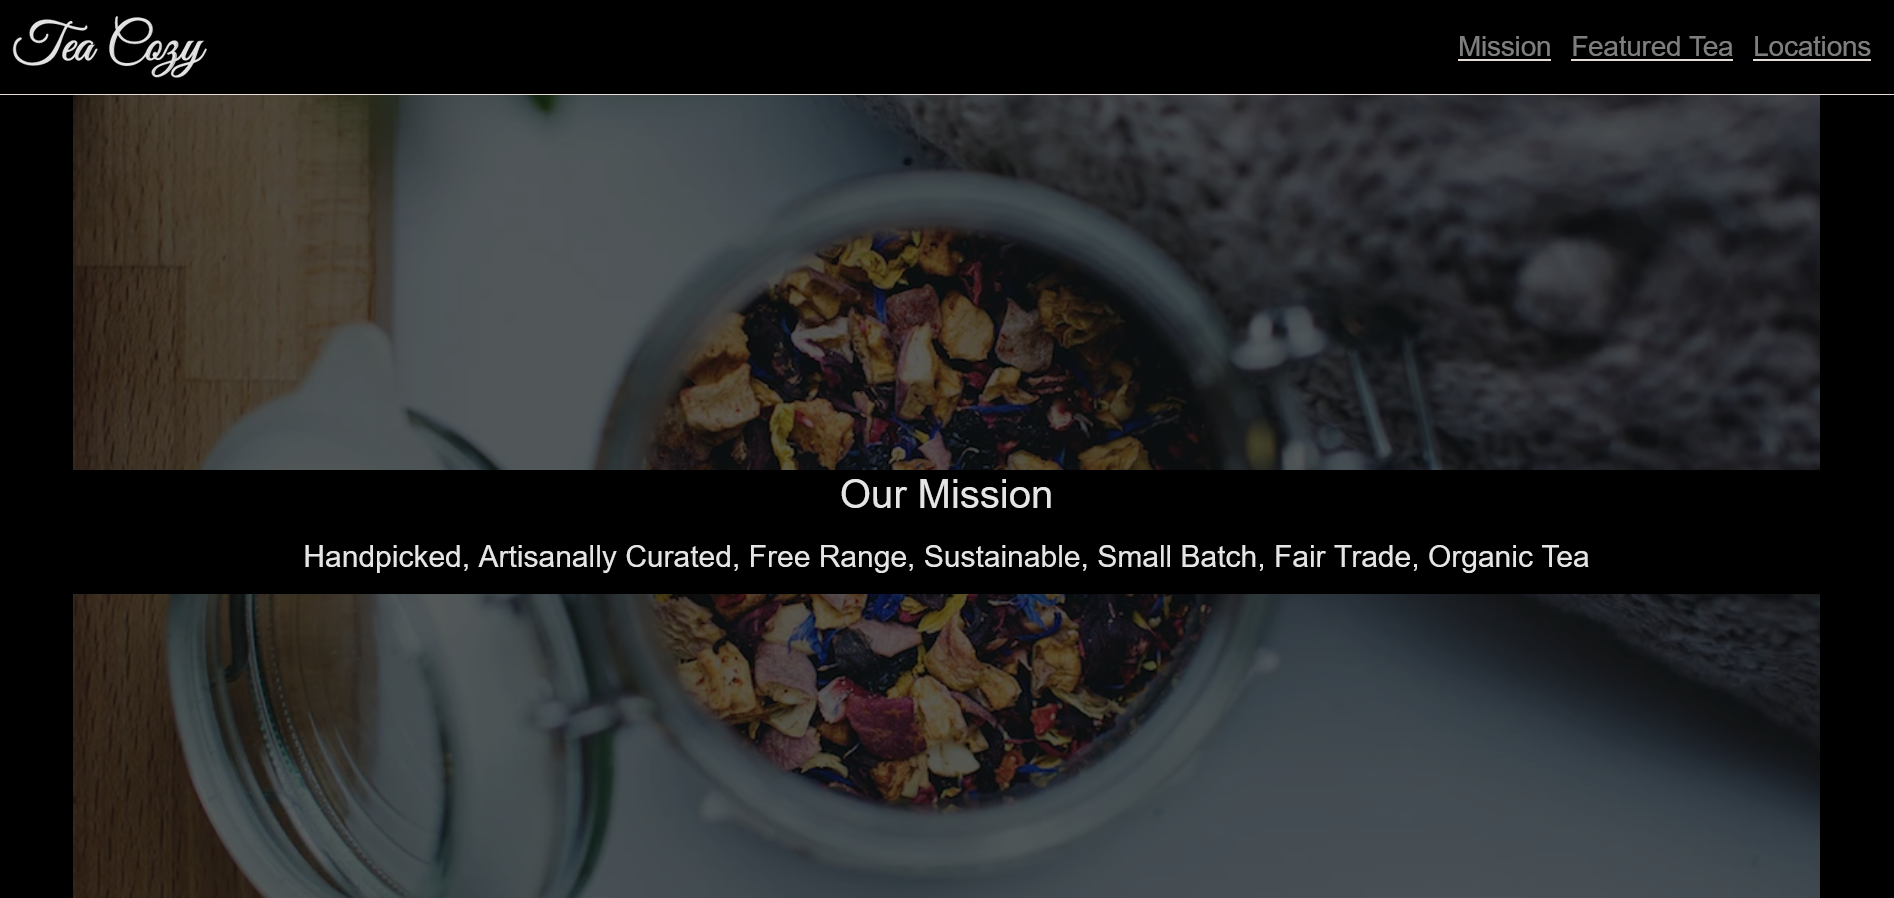 Tea Cozy
Mission Featured Tea Locations
Our Mission
Handpicked, Artisanally Curated, Free Range, Sustainable, Small Batch, Fair Trade, Organic Tea